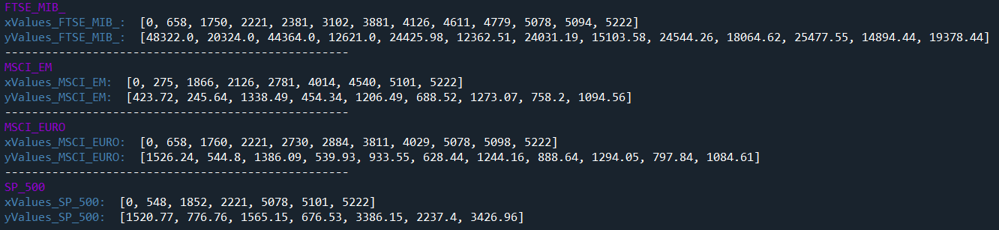 FTSE_MIB_
xValues_FTSE_MIB_:  [0, 658, 1750, 2221, 2381, 3102, 3881, 4126, 4611, 4779, 5078, 5094, 5222]
yValues_FTSE_MIB_:  [48322.0, 20324.0, 44364.0, 12621.0, 24425.98, 12362.51, 24031.19, 15103.58, 24544.26, 18064.62, 25477.55, 14894.44, 19378.44]
---------------------------------------------------
MSCI_EM
xValues_MSCI_EM:  [0, 275, 1866, 2126, 2781, 4014, 4540, 5101, 5222]
yValues_MSCI_EM:  [423.72, 245.64, 1338.49, 454.34, 1206.49, 688.52, 1273.07, 758.2, 1094.56]
---------------------------------------------------
MSCI_EURO
xValues_MSCI_EURO:  [0, 658, 1760, 2221, 2730, 2884, 3811, 4029, 5078, 5098, 5222]
yValues_MSCI_EURO:  [1526.24, 544.8, 1386.09, 539.93, 933.55, 628.44, 1244.16, 888.64, 1294.05, 797.84, 1084.61]
---------------------------------------------------
SP_500
xValues_SP_500:  [0, 548, 1852, 2221, 5078, 5101, 5222]
yValues_SP_500:  [1520.77, 776.76, 1565.15, 676.53, 3386.15, 2237.4, 3426.96]